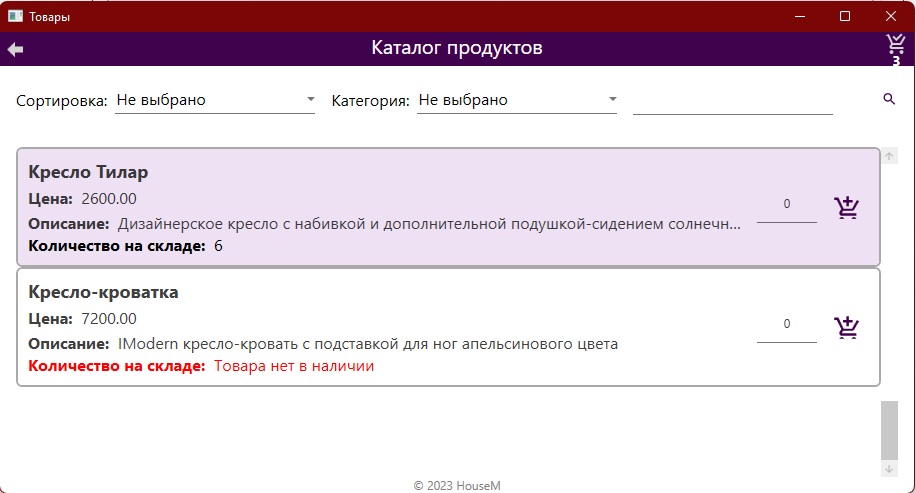 Товары
Каталог продуктов
3
Сортировка: Не выбрано Категория: Не выбрано
Кресло Тилар
Цена: 2600.00
0
Описание: Дизайнерское кресло с набивкой и дополнительной подушкой-сидением солнечн...
Количество на складе: 6
Кресло-кроватка
Цена: 7200.00
0
Описание: IModern кресло-кровать с подставкой для ног апельсинового цвета
Количество на складе: Товара нет в наличии
© 2023 HouseM